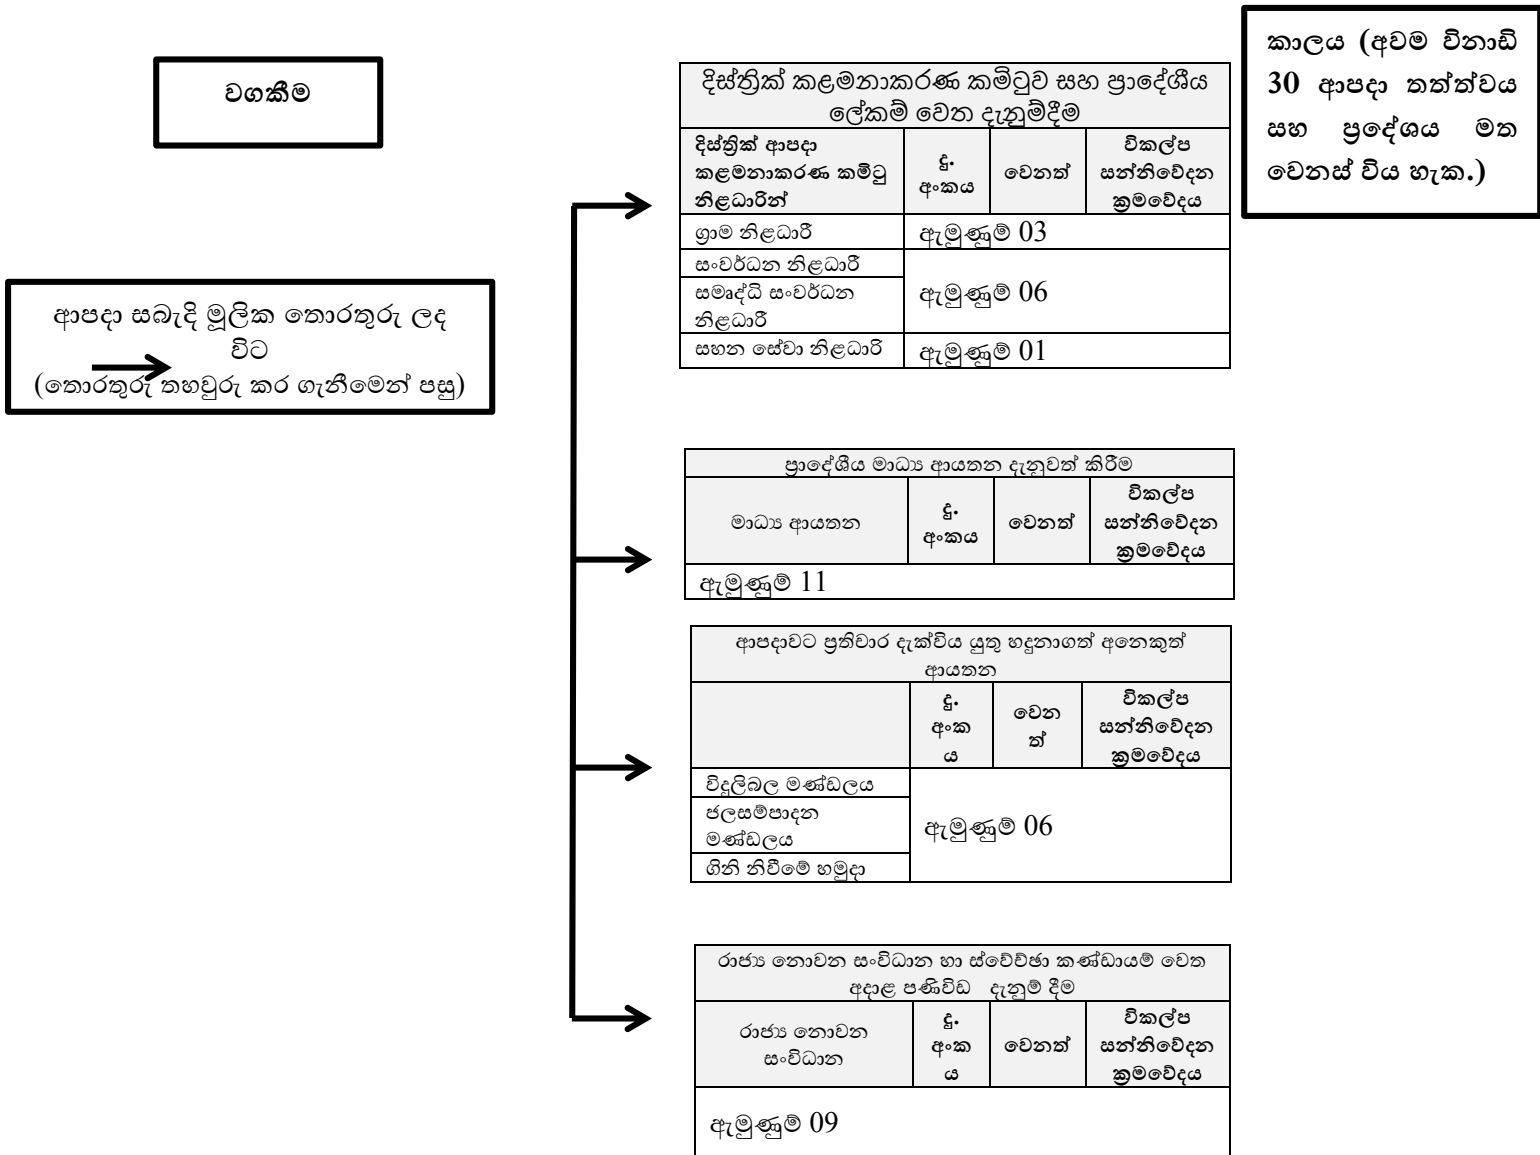 වගකීම
ආපදා සබැදි මූලික තොරතුරු ලද
විට
(තොරතුරු තහවුරු කර ගැනීමෙන් පසු)
දිස්ත්‍රික් කළමනාකරණ කමිටුව සහ ප්‍රාදේශීය
ලේකම් වෙත දැනුම්දීම
දිස්ත්‍රික් ආපදා
කළමනාකරණ කමිටු
නිළධාරින්
දු.
අංකය
වෙනත්
විකල්ප
සන්නිවේදන
ක්‍රමවේදය
ග්‍රාම නිළධාරී
ඇමුණුම් 03
සංවර්ධන නිළධාරී
සමෘද්ධි සංවර්ධන
නිළධාරී
ඇමුණුම් 06
සහන සේවා නිළධාරි
ඇමුණුම් 01
කාලය (අවම විනාඩි
30 ආපදා තත්ත්වය
සහ ප්‍රදේශය මත
වෙනස් විය හැක.)
ප්‍රාදේශීය මාධ්‍ය ආයතන දැනුවත් කිරීම
මාධ්‍ය ආයතන
දු.
අංකය
වෙනත්
විකල්ප
සන්නිවේදන
ක්‍රමවේදය
ඇමුණුම් 11
ආපදාවට ප්‍රතිචාර දැක්විය යුතු හදුනාගත් අනෙකුත්
ආයතන
දු.
අංක
ය
වෙන
ත්
විකල්ප
සන්නිවේදන
ක්‍රමවේදය
විදුලිබල මණ්ඩලය
ජලසම්පාදන
මණ්ඩලය
ගිනි නිවීමේ හමුදා
ඇමුණුම් 06
රාජ්‍ය නොවන සංවිධාන හා ස්වේච්ඡා කණ්ඩායම් වෙත
අදාළ පණිවිඩ දැනුම් දීම
රාජ්‍ය නොවන
සංවිධාන
දු.
අංක
ය
වෙනත්
විකල්ප
සන්නිවේදන
ක්‍රමවේදය
ඇමුණුම් 09